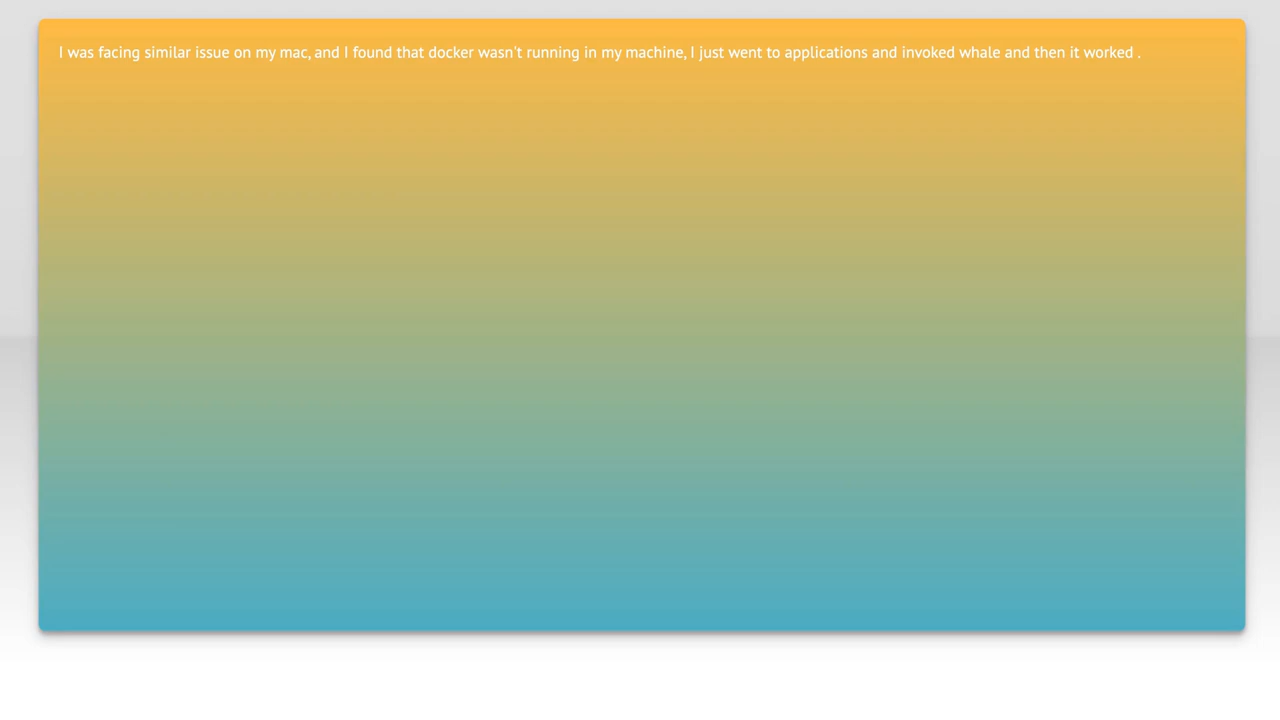 I was facing similar issue on my mac, and I found that docker wasn't running in my machine, I just went to applications and invoked whale and then it worked .